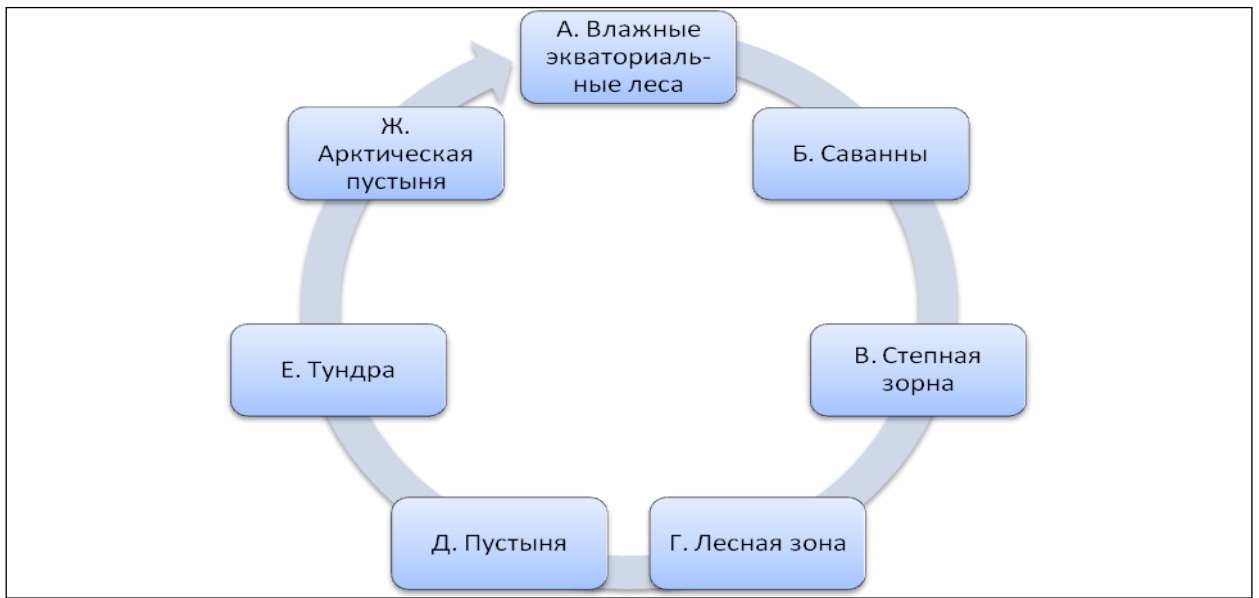 А. Влажные
экваториаль-
ные леса
Б. Саванны
В. Степная
зорна
Г. Лесная зона
Д. Пустыня
Е. Тундра
Ж.
Арктическая
пустыня